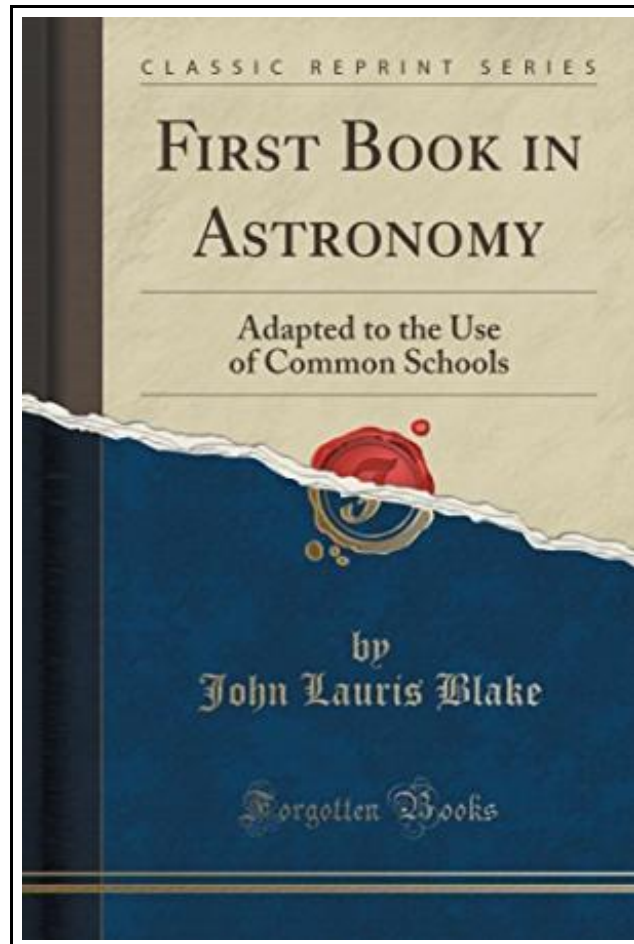 CLASSIC REPRINT SERIES
FIRST BOOK IN
ASTRONOMY
Adapted to the Use
of Common Schools
by
John Lauris Blake
Forgotten Books